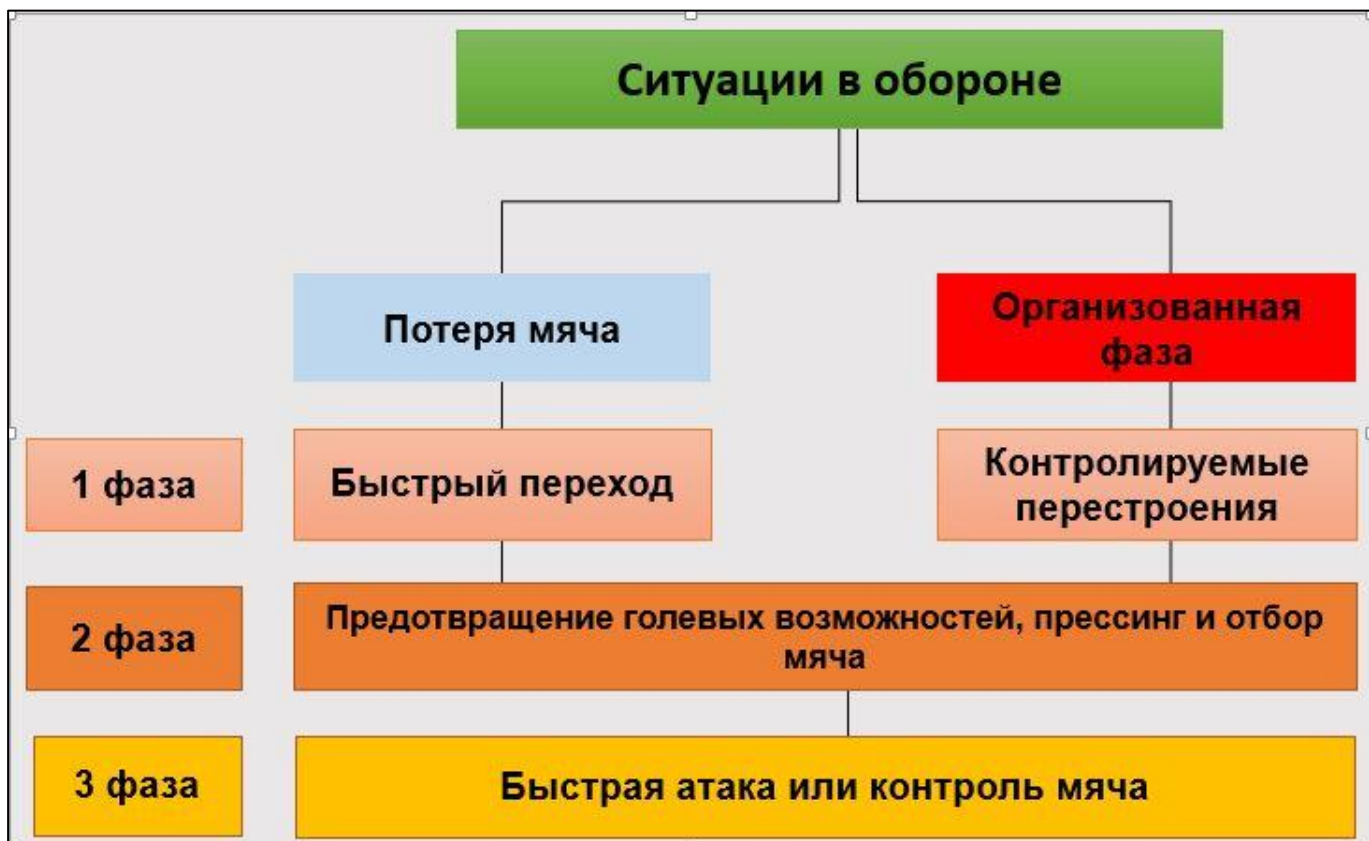 Ситуации в обороне
Потеря мяча
Организованная
фаза
1 фаза
Быстрый переход
Контролируемые
перестроения
2 фаза
Предотвращение голевых возможностей, прессинг и отбор
мяча
3 фаза
Быстрая атака или контроль мяча